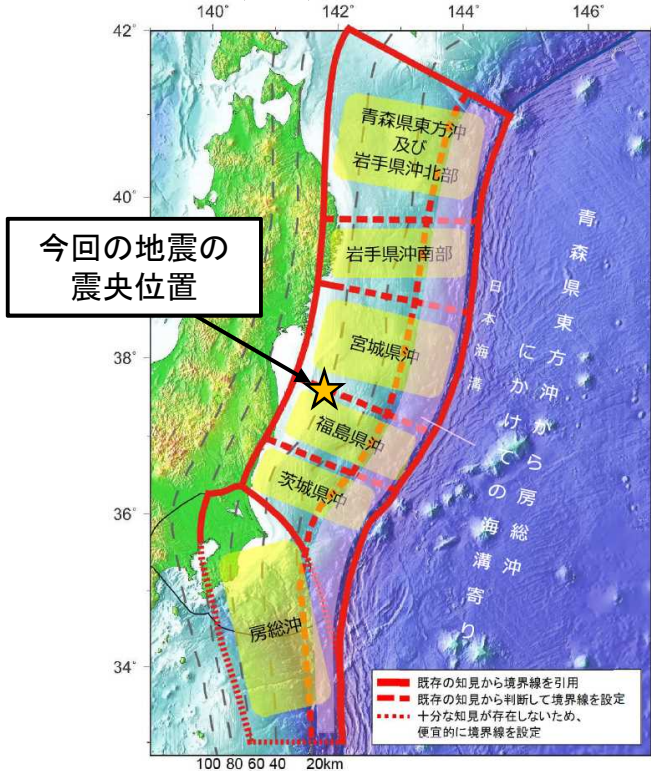 140°
142°
144°
146°
42°
40°
38°
36°
34°
青森県東方沖
及び
岩手県沖北部
岩手県沖南部
今回の地震の
震央位置
宮城県沖
福島県沖
茨城県沖
房総沖
日本海溝
青森県東方沖から房総沖
にかけての海溝寄り
既存の知見から境界線を引用
既存の知見から判断して境界線を設定
十分な知見が存在しないため、
便宜的に境界線を設定
100 80 60 40 20km